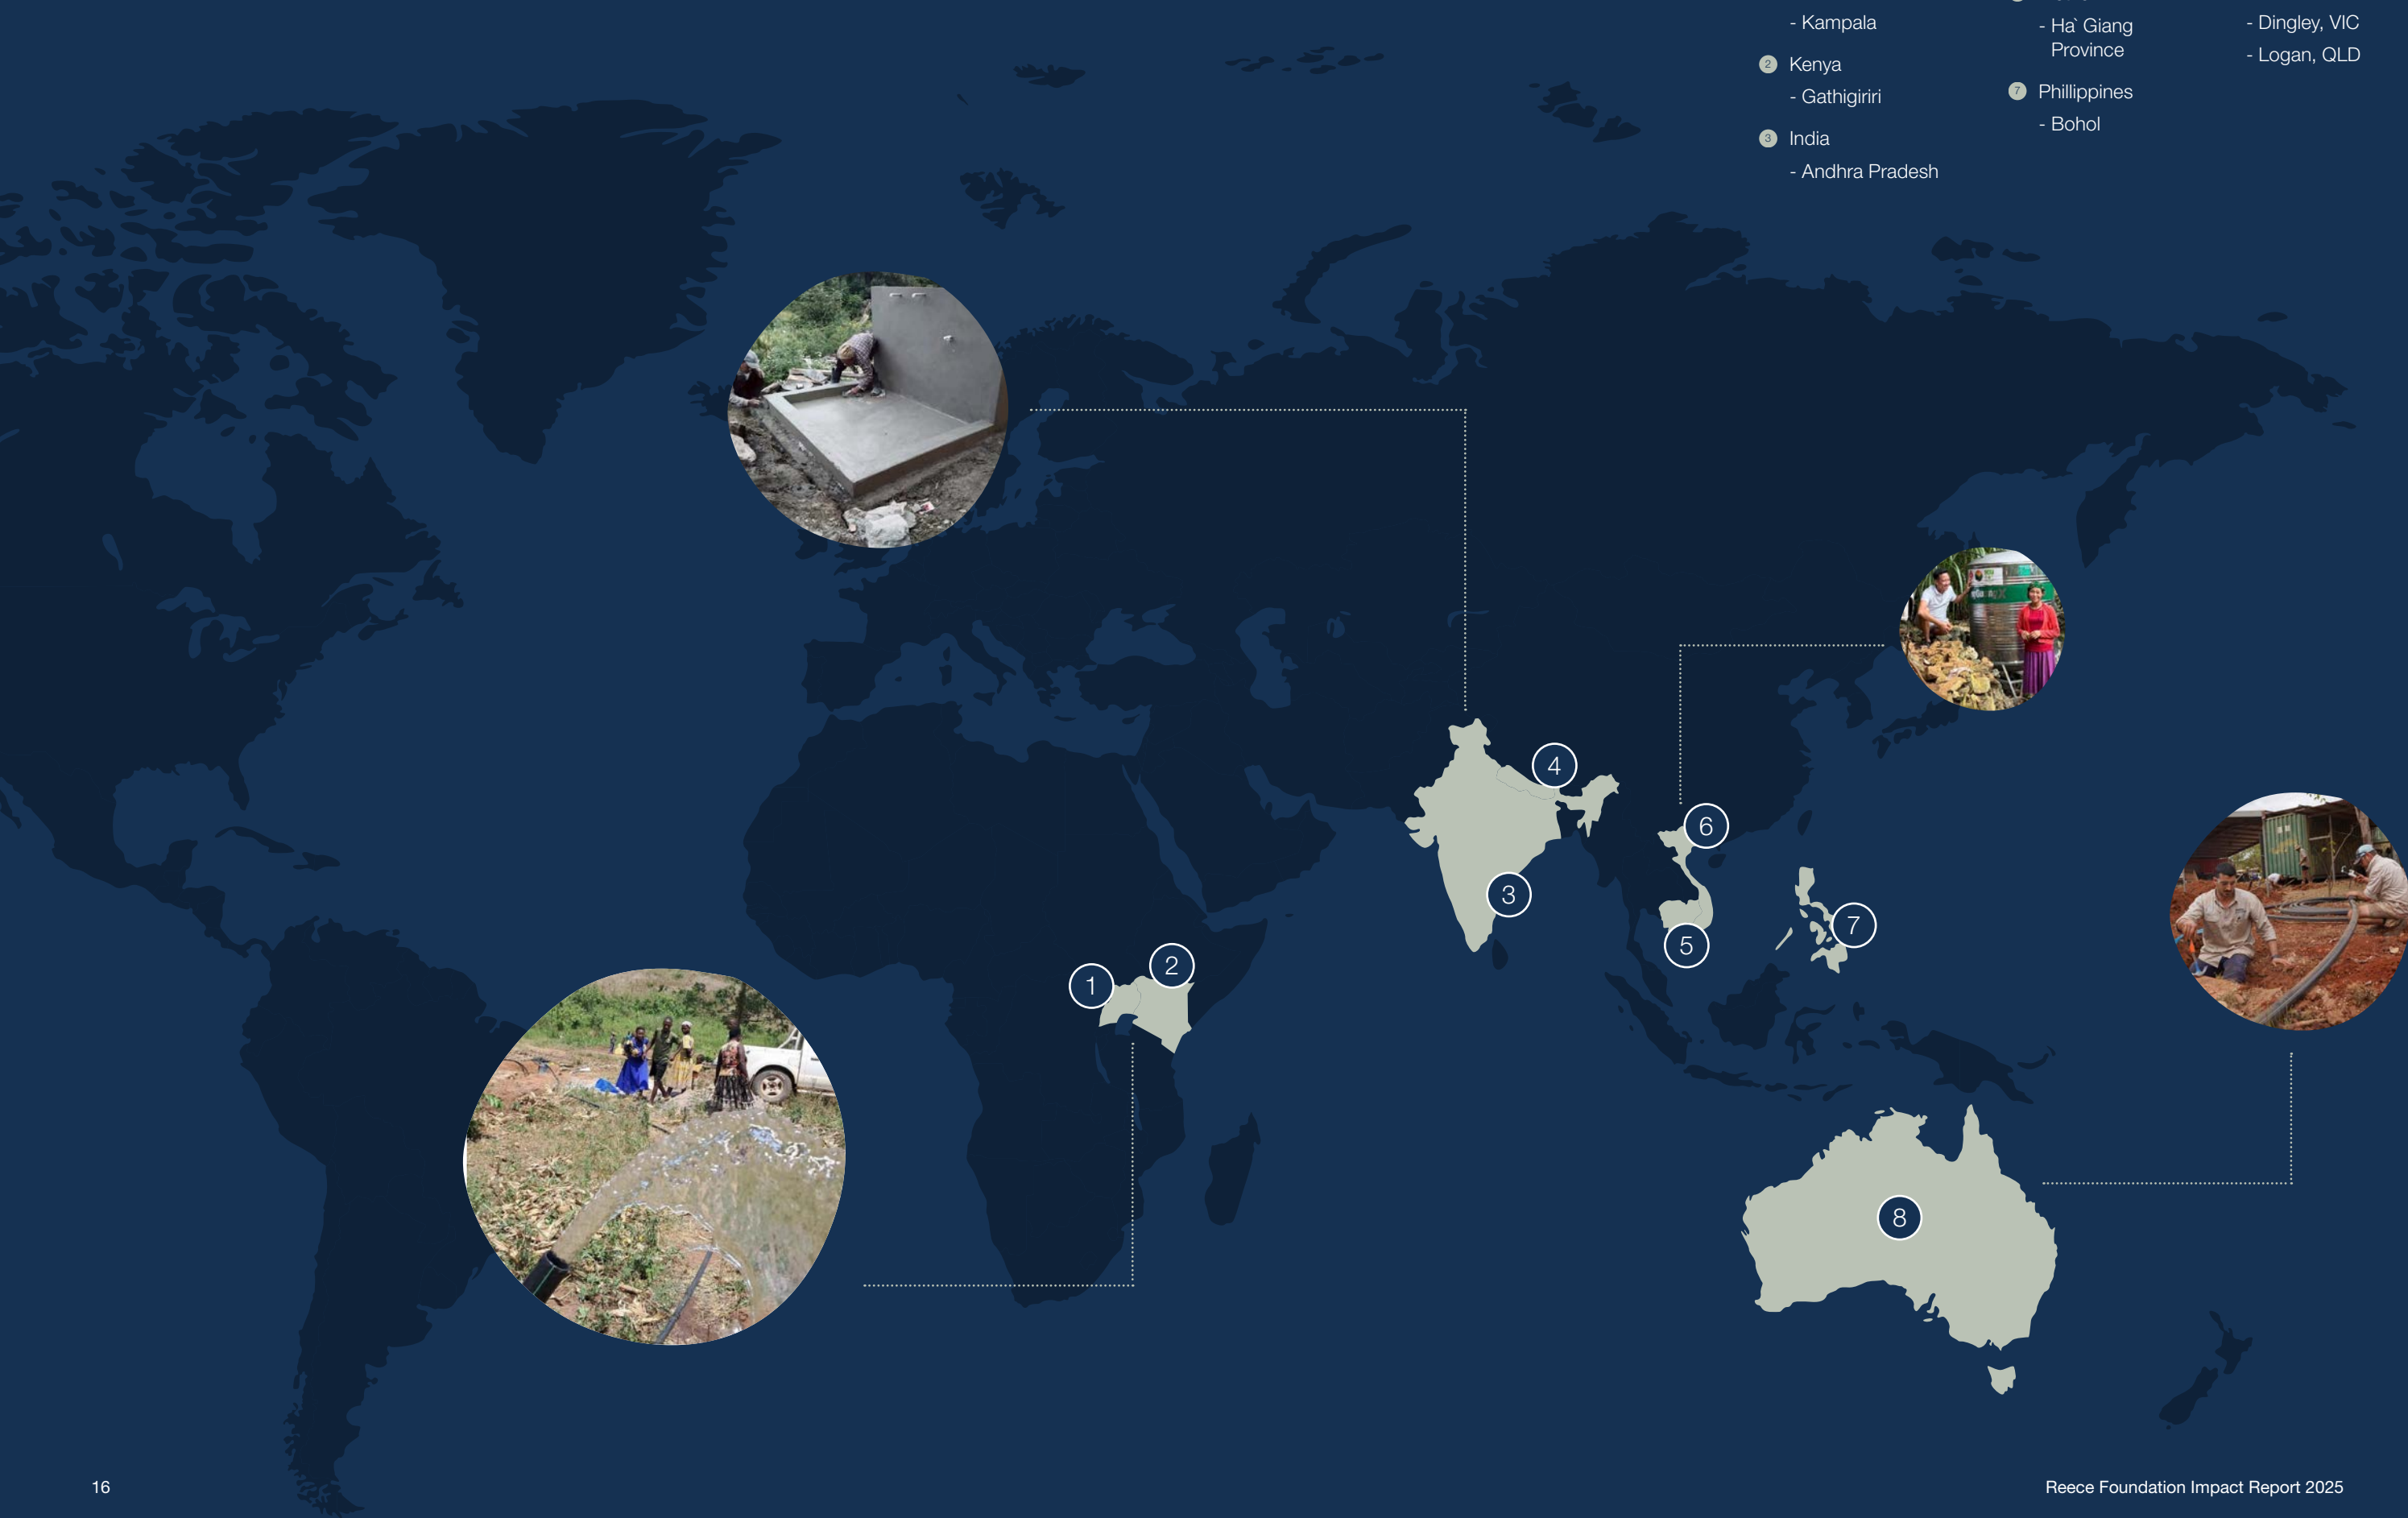 - Kampala
2 Kenya
- Gathigiriri
3 India
- Andhra Pradesh
- Ha` Giang
Province
7 Phillippines
- Bohol
- Dingley, VIC
- Logan, QLD
4
6
3
7
5
2
1
8
16
Reece Foundation Impact Report 2025